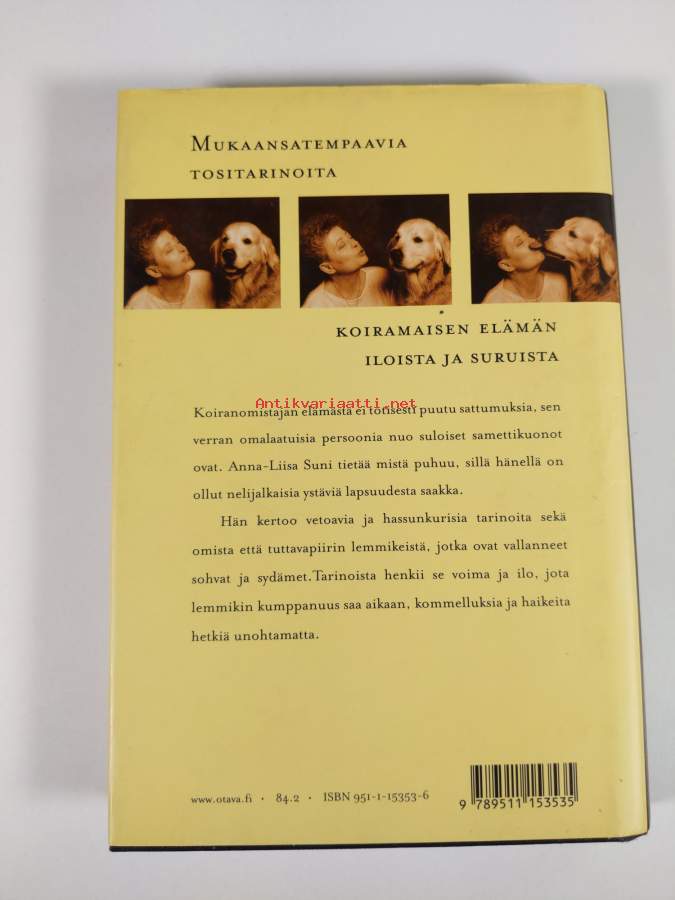 MUKAANSATEMPAAVIA
TOSITARINOITA
KOIRAMAISEN ELÄMÄN
ILOISTA JA SURUISTA
Antikvariaatti.net
Koiranomistajan elämästä ei totisesti puutu sattumuksia, sen
verran omalaatuisia persoonia nuo suloiset samettikuonot
ovat. Anna-Liisa Suni tietää mistä puhuu, sillä hänellä on
ollut nelijalkaisia ystäviä lapsuudesta saakka.
Hän kertoo vetoavia ja hassunkurisia tarinoita sekä
omista että tuttavapiirin lemmikeistä, jotka ovat vallanneet
sohvat ja sydämet.Tarinoista henkii se voima ja ilo, jota
lemmikin kumppanuus saa aikaan, kommelluksia ja haikeita
hetkiä unohtamatta.
www.otava.fi • 84.2 • ISBN 951-1-15353-6
9 789511 153535